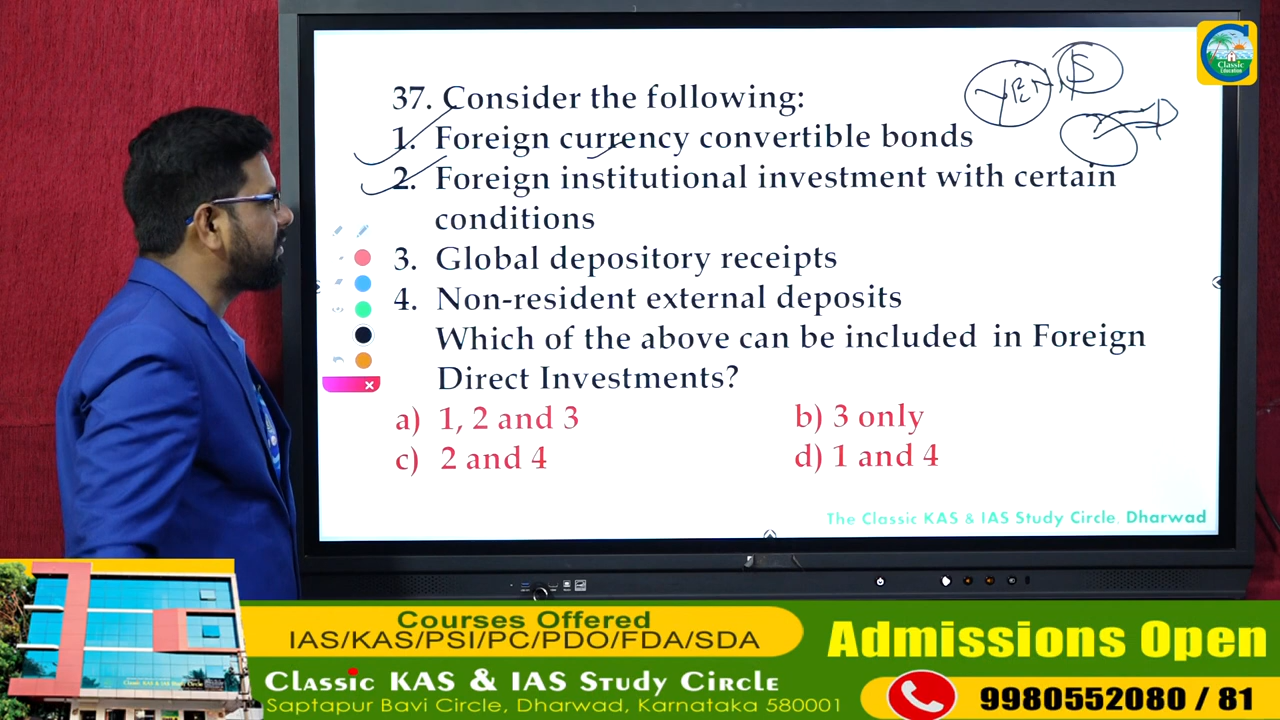 37. Consider the following:
1. Foreign currency convertible bonds
2. Foreign institutional investment with certain
conditions
3. Global depository receipts
4. Non-resident external deposits
Which of the above can be included in Foreign
Direct Investments?
a) 1, 2 and 3
b) 3 only
c) 2 and 4
d) 1 and 4
YEN $
The Classic KAS & IAS Study Circle, Dharwad
Classic
Education
Courses Offered
IAS/KAS/PSI/PC/PDO/FDA/SDA
Classic KAS & IAS Study Circle
Saptapur Bavi Circle, Dharwad, Karnataka 580001
Admissions Open
9980552080 / 81